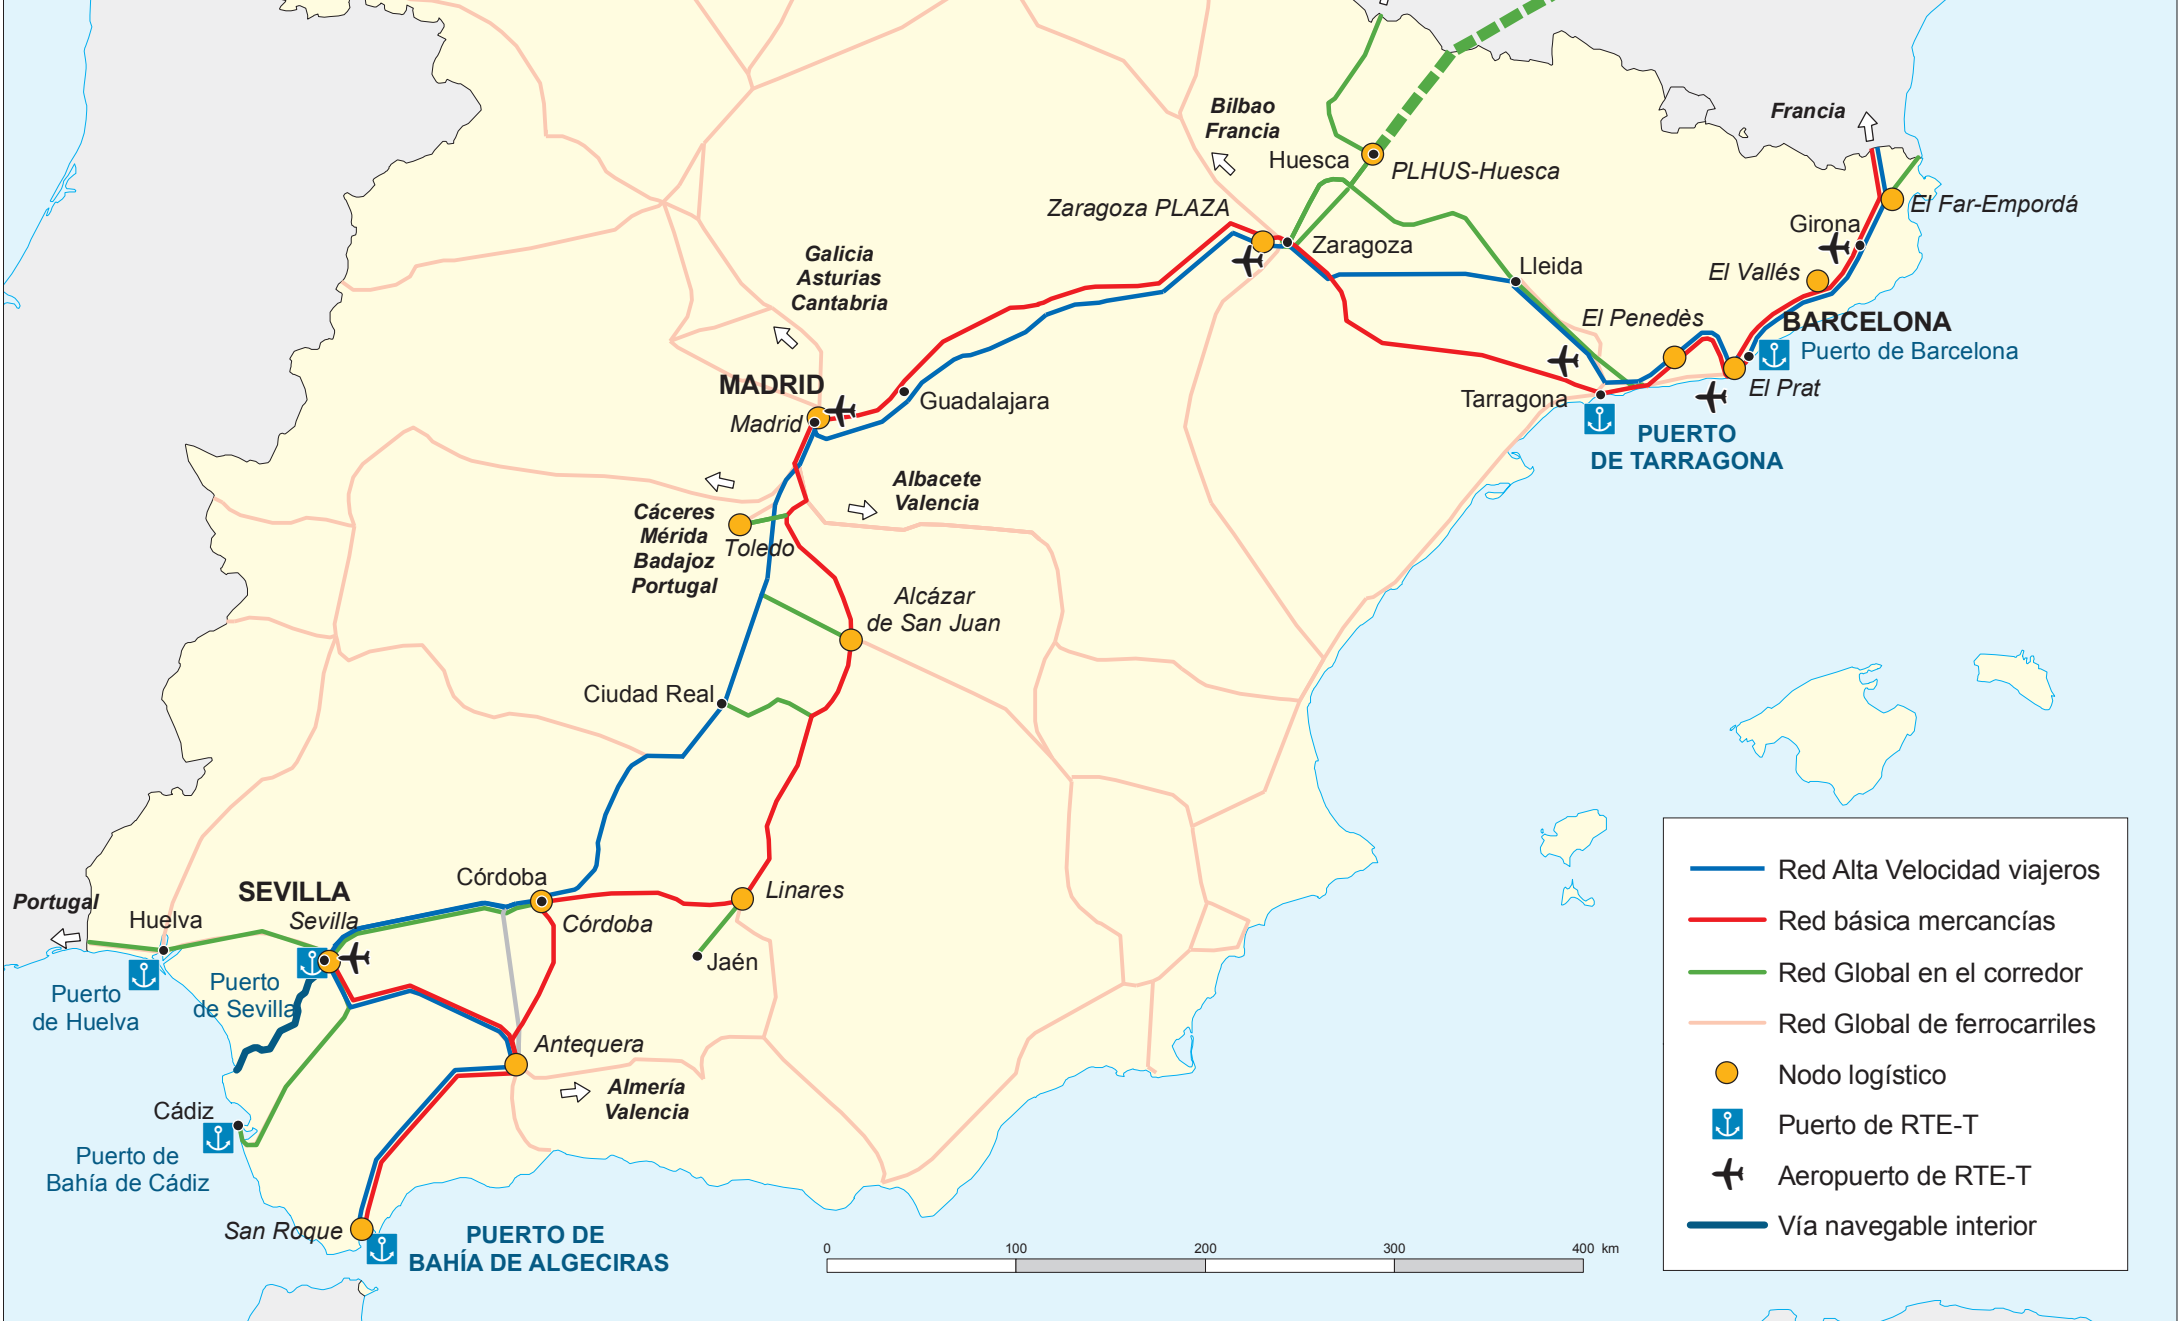 Bilbao
Francia
Francia
Huesca
PLHUS-Huesca
Zaragoza PLAZA
El Far-Empordá
Girona
Zaragoza
Galicia
Asturias
Cantabria
Lleida
El Vallés
El Penedès
BARCELONA
Puerto de Barcelona
MADRID
Madrid
Guadalajara
Tarragona
El Prat
PUERTO
DE TARRAGONA
Albacete
Valencia
Cáceres
Mérida
Badajoz
Portugal
Toledo
Alcázar
de San Juan
Ciudad Real
Córdoba
Linares
SEVILLA
Sevilla
Portugal
Huelva
Córdoba
Jaén
Puerto
de Sevilla
Puerto
de Huelva
Antequera
Almería
Valencia
Cádiz
Puerto de
Bahía de Cádiz
San Roque
PUERTO DE
BAHÍA DE ALGECIRAS
0 100 200 300 400 km
Red Alta Velocidad viajeros
Red básica mercancías
Red Global en el corredor
Red Global de ferrocarriles
Nodo logístico
Puerto de RTE-T
Aeropuerto de RTE-T
Vía navegable interior